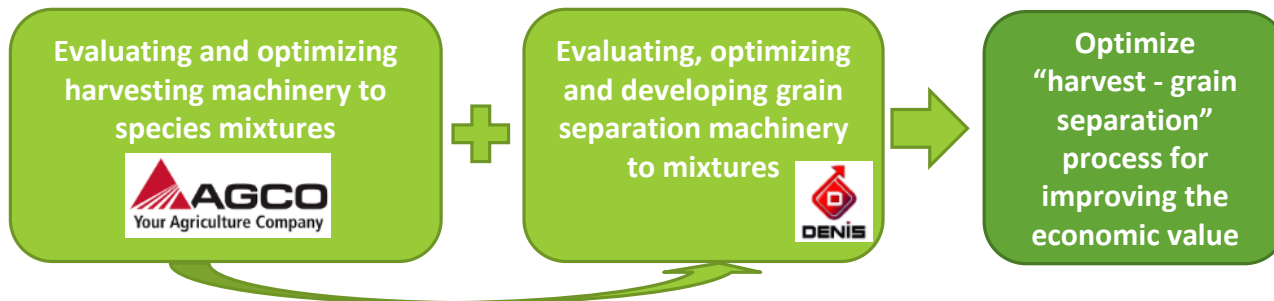 Evaluating and optimizing
harvesting machinery to
species mixtures
AGCO
Your Agriculture Company
Evaluating, optimizing
and developing grain
separation machinery
to mixtures
DENİS
Optimize
“harvest - grain
separation”
process for
improving the
economic value